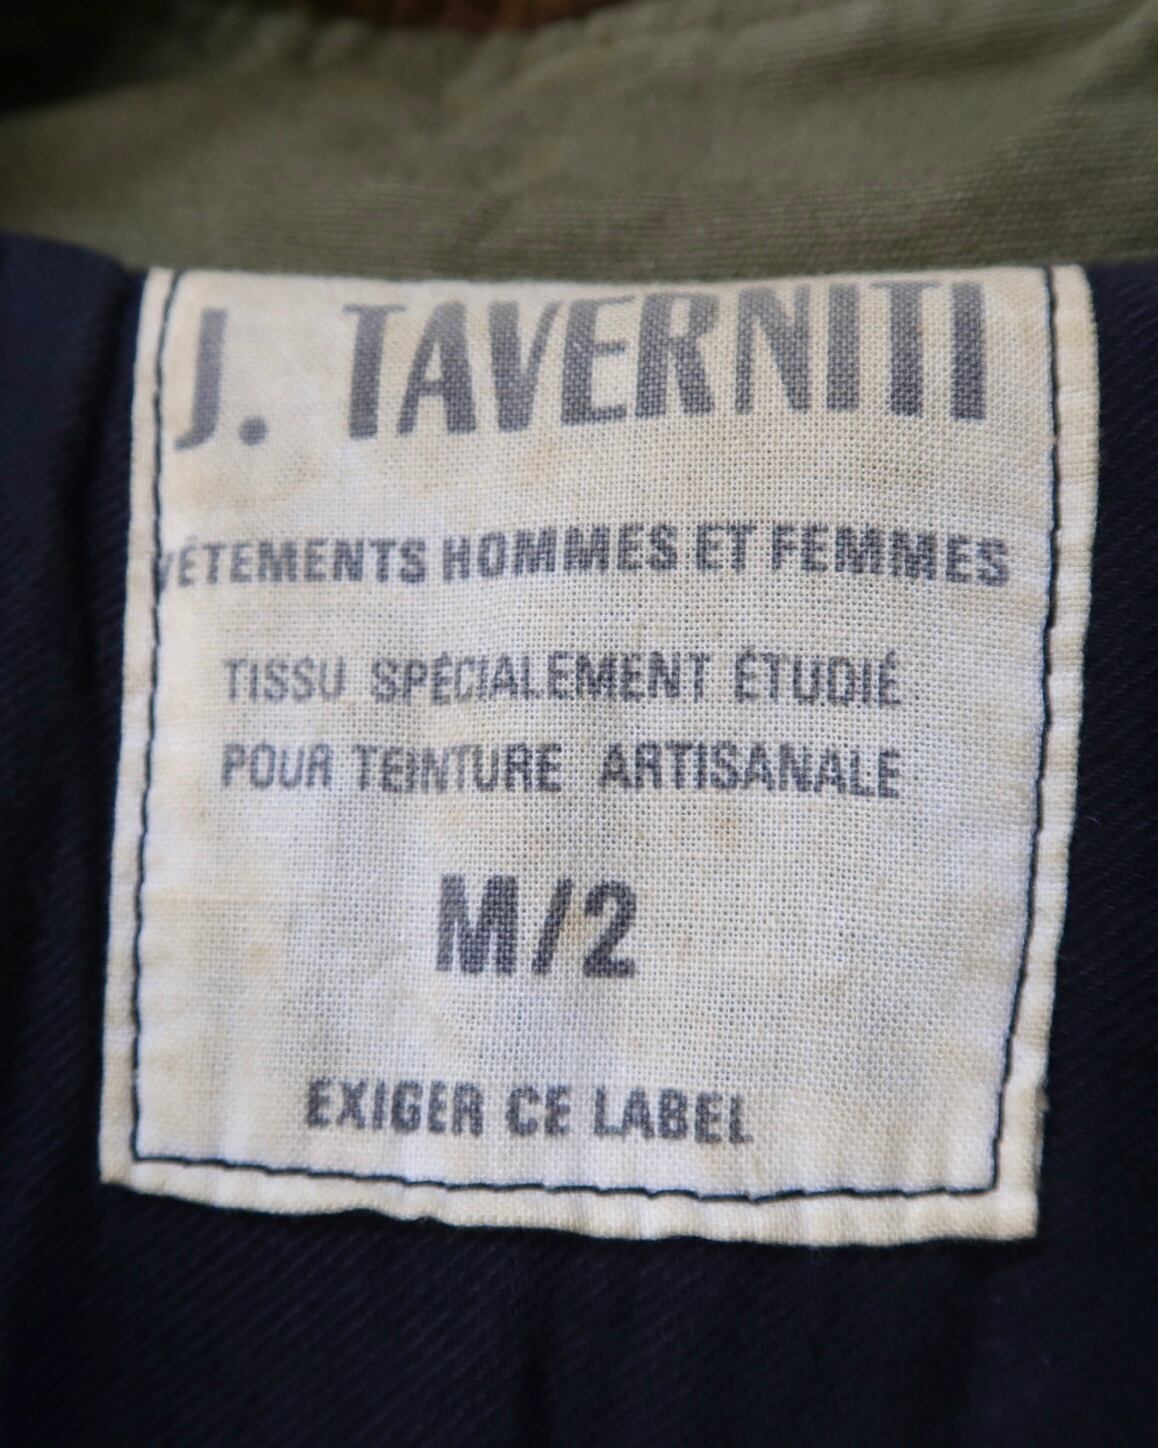 J. TAVERNITI
VÊTEMENTS HOMMES ET FEMMES
TISSU SPÉCIALEMENT ÉTUDIÉ
POUR TEINTURE ARTISANALE
M/2
EXIGER CE LABEL